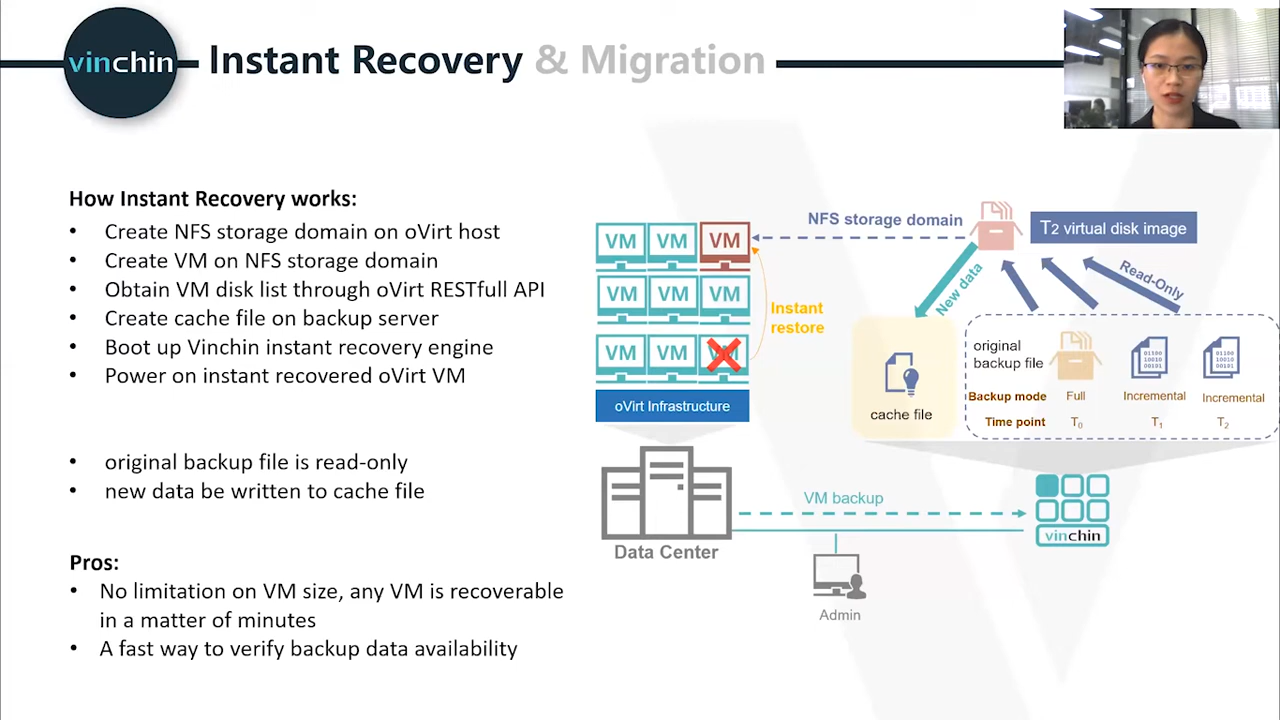 vinchin
Instant Recovery & Migration
How Instant Recovery works:
• Create NFS storage domain on oVirt host
• Create VM on NFS storage domain
• Obtain VM disk list through oVirt RESTfull API
• Create cache file on backup server
• Boot up Vinchin instant recovery engine
• Power on instant recovered oVirt VM
• original backup file is read-only
• new data be written to cache file
Pros:
• No limitation on VM size, any VM is recoverable
in a matter of minutes
• A fast way to verify backup data availability
NFS storage domain
T2 virtual disk image
VM VM VM
VM VM VM
VM VM VM
oVirt Infrastructure
Instant
restore
New data
Read-Only
cache file
original
backup file
01100
10010
00101
01100
10010
00101
Backup mode Full Incremental Incremental
Time point T0 T1 T2
Data Center
VM backup
Admin
vinchin